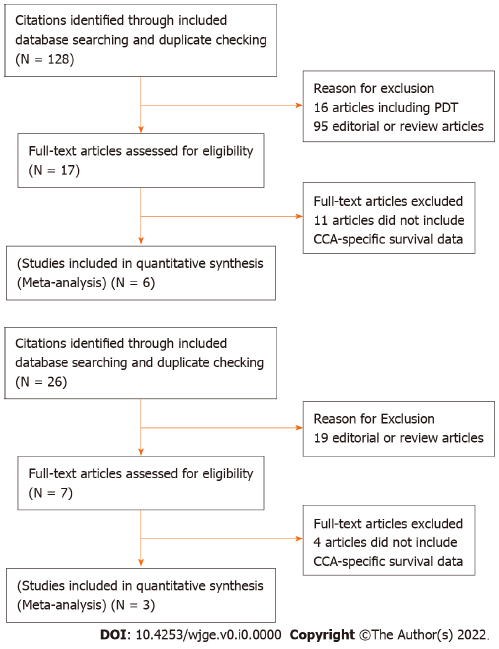 Citations identified through included
database searching and duplicate checking
(N = 128)
Reason for exclusion
16 articles including PDT
95 editorial or review articles
Full-text articles assessed for eligibility
(N = 17)
Full-text articles excluded
11 articles did not include
CCA-specific survival data
(Studies included in quantitative synthesis
(Meta-analysis) (N = 6)
Citations identified through included
database searching and duplicate checking
(N = 26)
Reason for Exclusion
19 editorial or review articles
Full-text articles assessed for eligibility
(N = 7)
Full-text articles excluded
4 articles did not include
CCA-specific survival data
(Studies included in quantitative synthesis
(Meta-analysis) (N = 3)
DOI: 10.4253/wjge.v0.i0.0000 Copyright ©The Author(s) 2022.